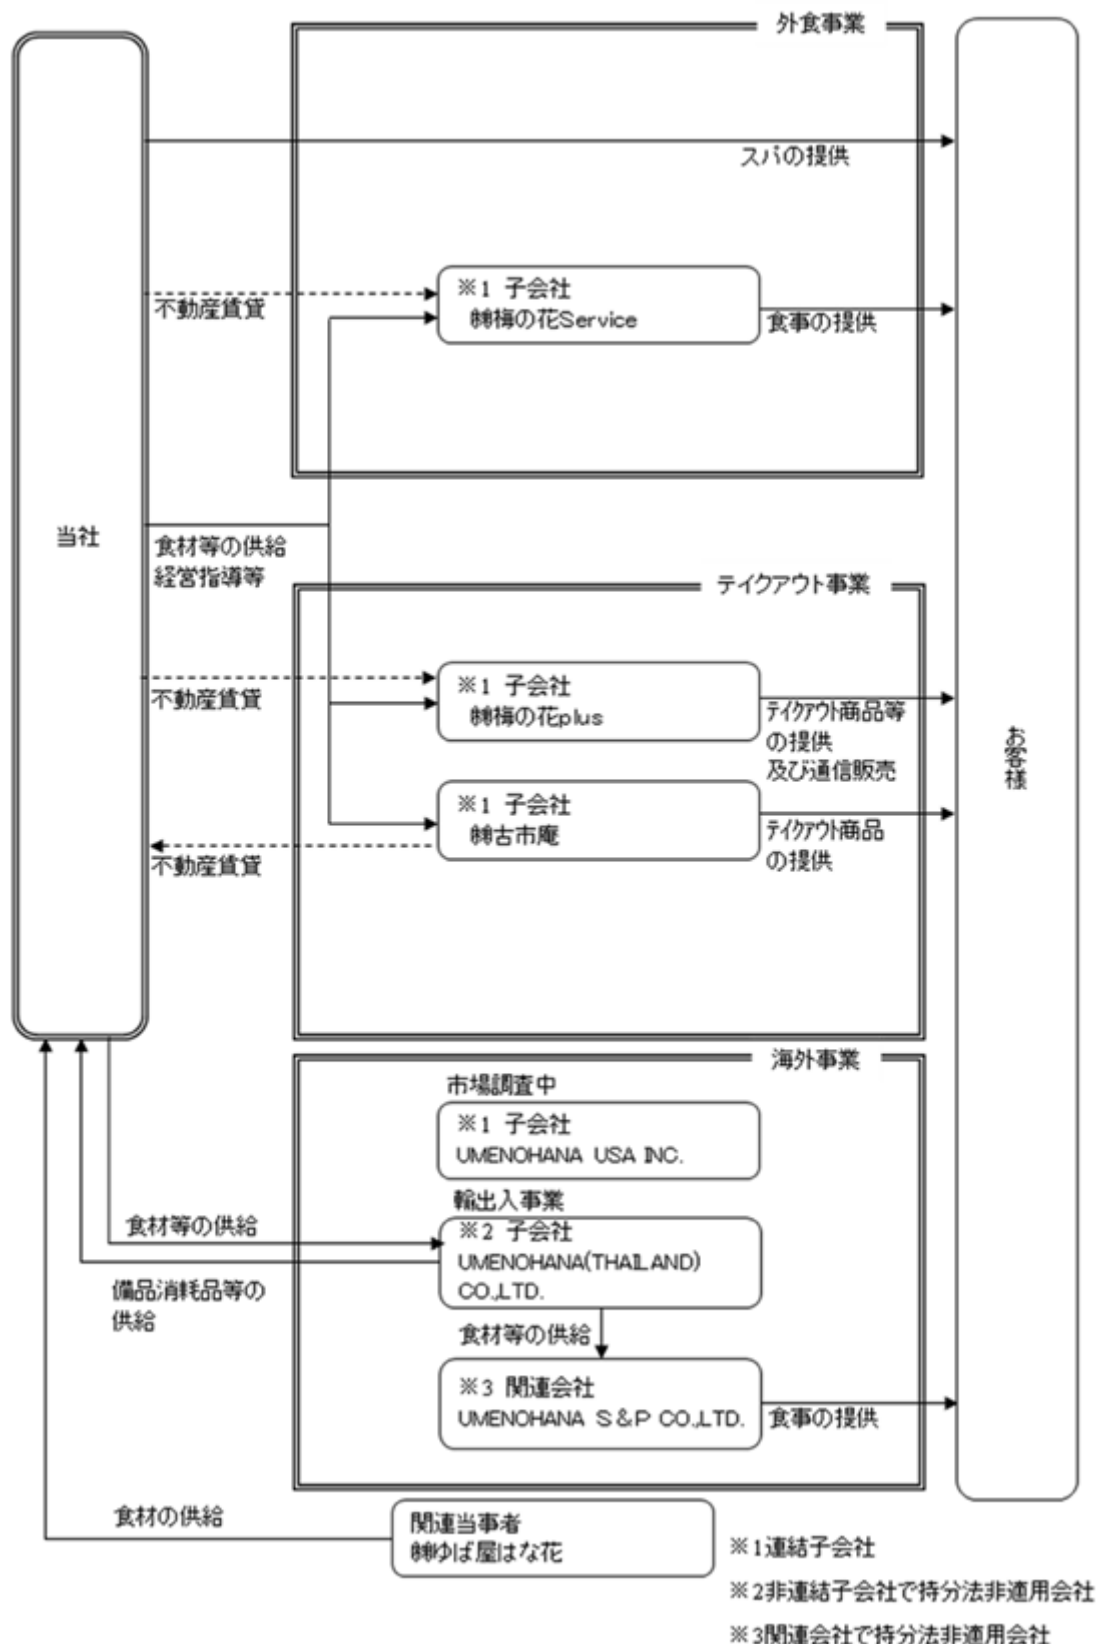 外食事業
スパの提供
不動産賃貸
※1 子会社
㈱梅の花Service
食事の提供
当社
食材等の供給
経営指導等
テイクアウト事業
不動産賃貸
※1 子会社
㈱梅の花plus
テイクアウト商品等
の提供
及び通信販売
お客様
※1 子会社
㈱古市庵
テイクアウト商品
の提供
不動産賃貸
海外事業
市場調査中
※1 子会社
UMENOHANA USA INC.
輸出入事業
※2 子会社
UMENOHANA(THAILAND)
CO.,LTD.
食材等の供給
備品消耗品等の
供給
食材等の供給
※3 関連会社
UMENOHANA S&P CO.,LTD.
食事の提供
食材の供給
関連当事者
㈱ゆば屋はな花
※1連結子会社
※2非連結子会社で持分法非適用会社
※3関連会社で持分法非適用会社